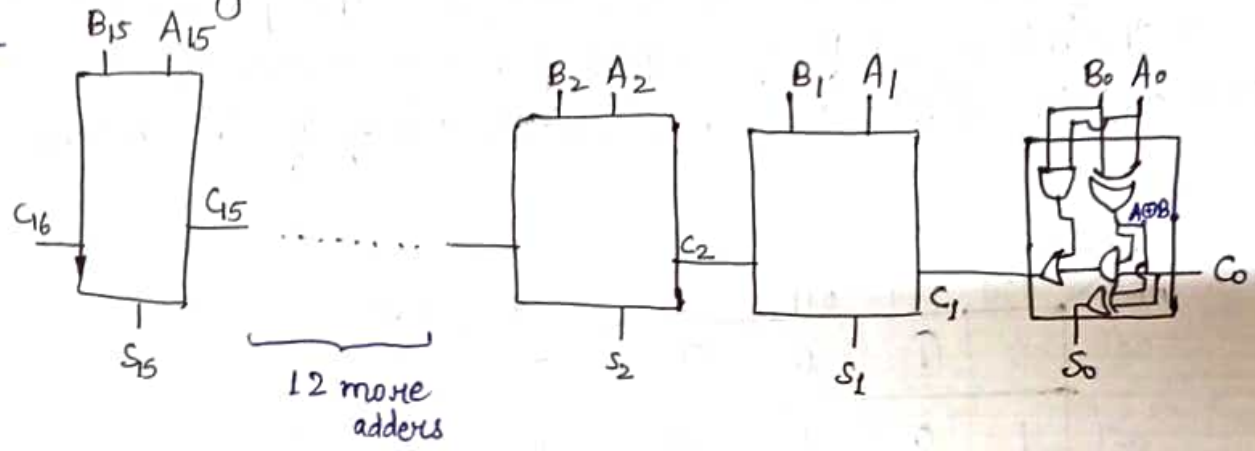 B₁₅ A₁₅
B₂ A₂
B₁ A₁
B₀ A₀
A⊕B
C₁₆
C₁₅
C₂
C₁
C₀
S₁₅
S₂
S₁
S₀
12 more
adders